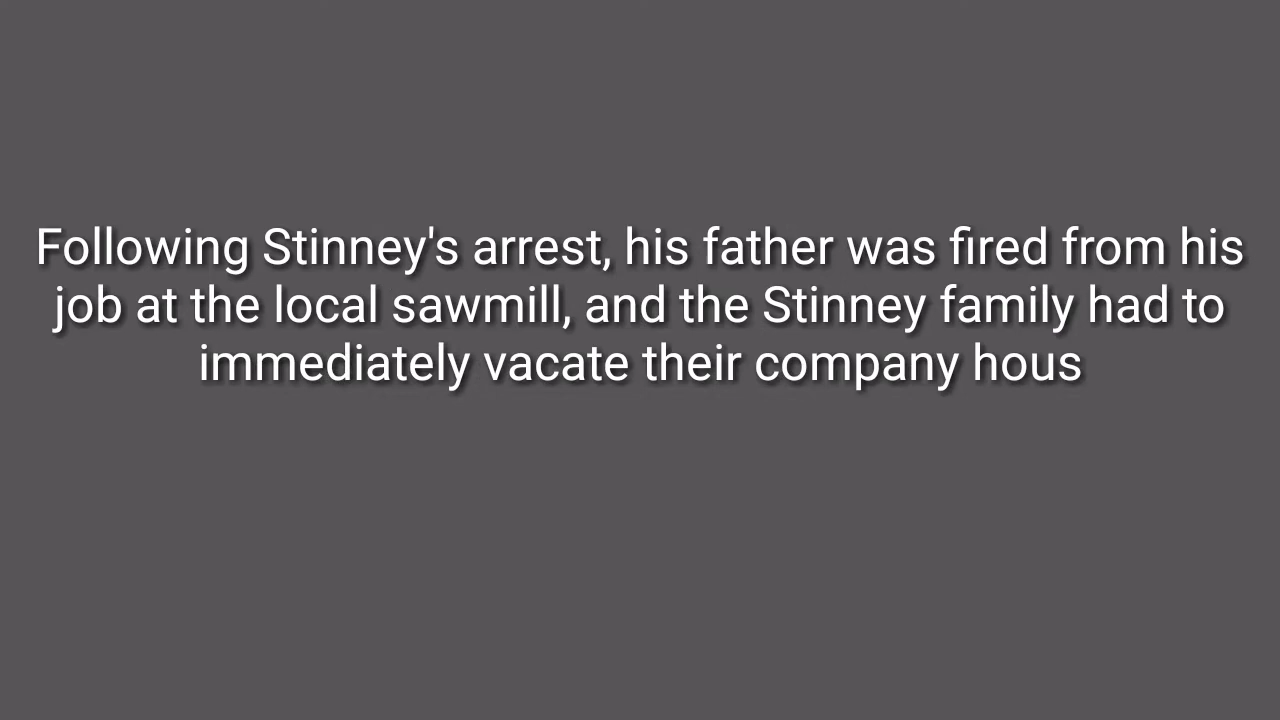 Following Stinney's arrest, his father was fired from his
job at the local sawmill, and the Stinney family had to
immediately vacate their company hous